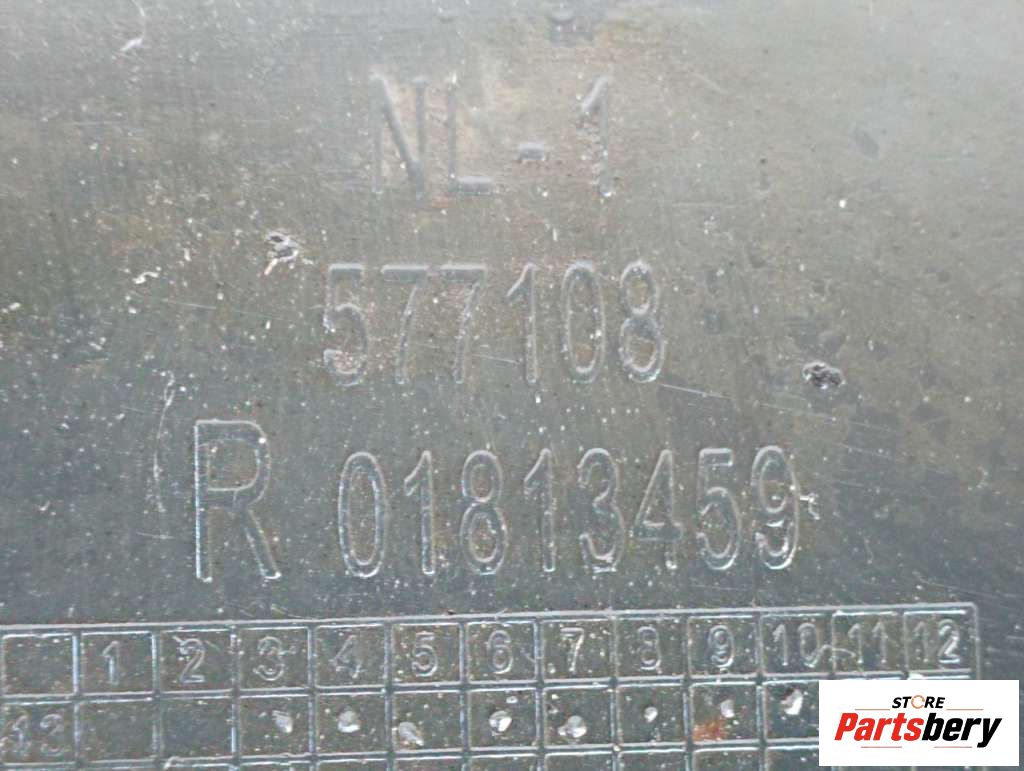 NL-1
577108
R 01813459
1 2 3 4 5 6 7 8 9 10 11 12
13
STORE
Partsbery